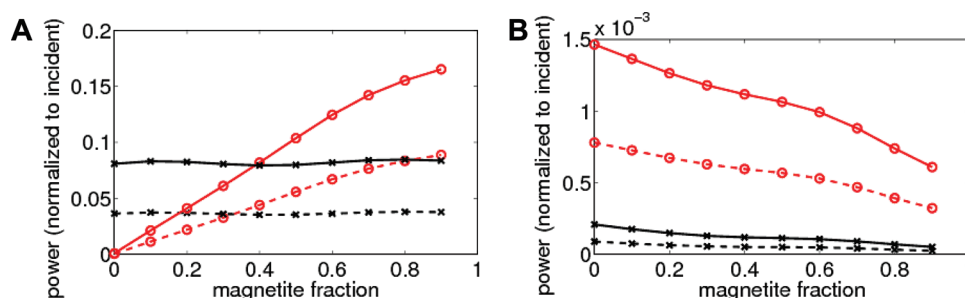 A
power (normalized to incident)
0.2
0.15
0.1
0.05
0
0 0.2 0.4 0.6 0.8 1
magnetite fraction
B
x 10⁻³
power (normalized to incident)
1.5
1
0.5
0
0 0.2 0.4 0.6 0.8
magnetite fraction